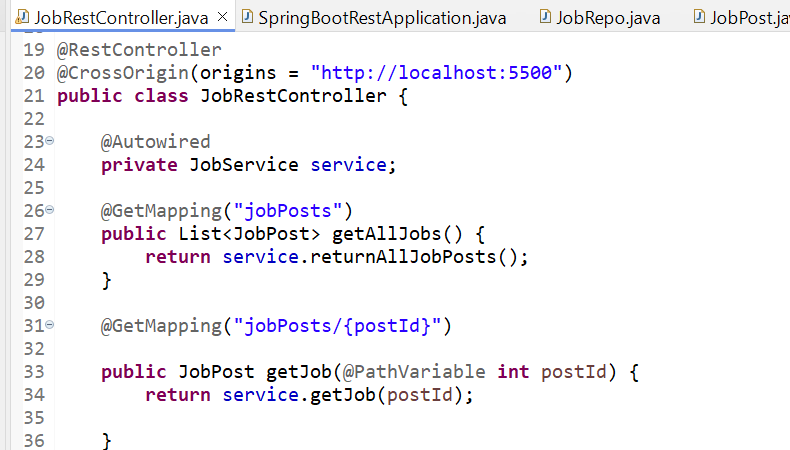 JobRestController.java × SpringBootRestApplication.java JobRepo.java JobPost.ja
19 @RestController
20 @CrossOrigin(origins = "http://localhost:5500")
21 public class JobRestController {
22
23 @Autowired
24 private JobService service;
25
26 @GetMapping("jobPosts")
27 public List<JobPost> getAllJobs() {
28 return service.returnAllJobPosts();
29 }
30
31 @GetMapping("jobPosts/{postId}")
32
33 public JobPost getJob(@PathVariable int postId) {
34 return service.getJob(postId);
35
36 }